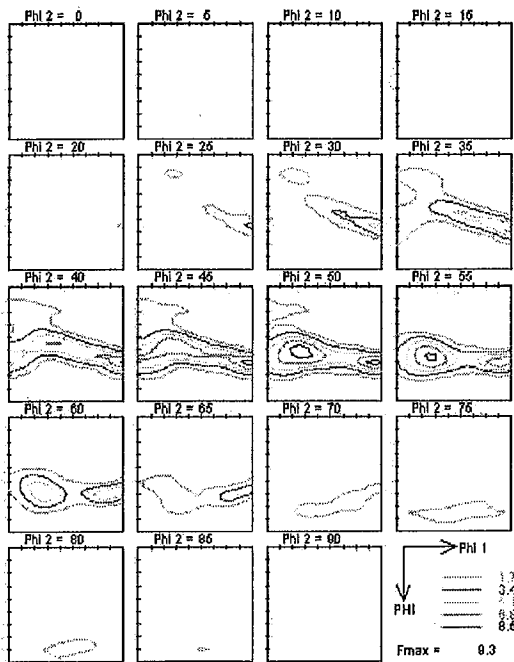 Phi 2 = 0
Phi 2 = 5
Phi 2 = 10
Phi 2 = 15
Phi 2 = 20
Phi 2 = 25
Phi 2 = 30
Phi 2 = 35
Phi 2 = 40
Phi 2 = 45
Phi 2 = 50
Phi 2 = 55
Phi 2 = 60
Phi 2 = 65
Phi 2 = 70
Phi 2 = 75
Phi 2 = 80
Phi 2 = 85
Phi 2 = 90
Phi 1
PHI
Fmax =